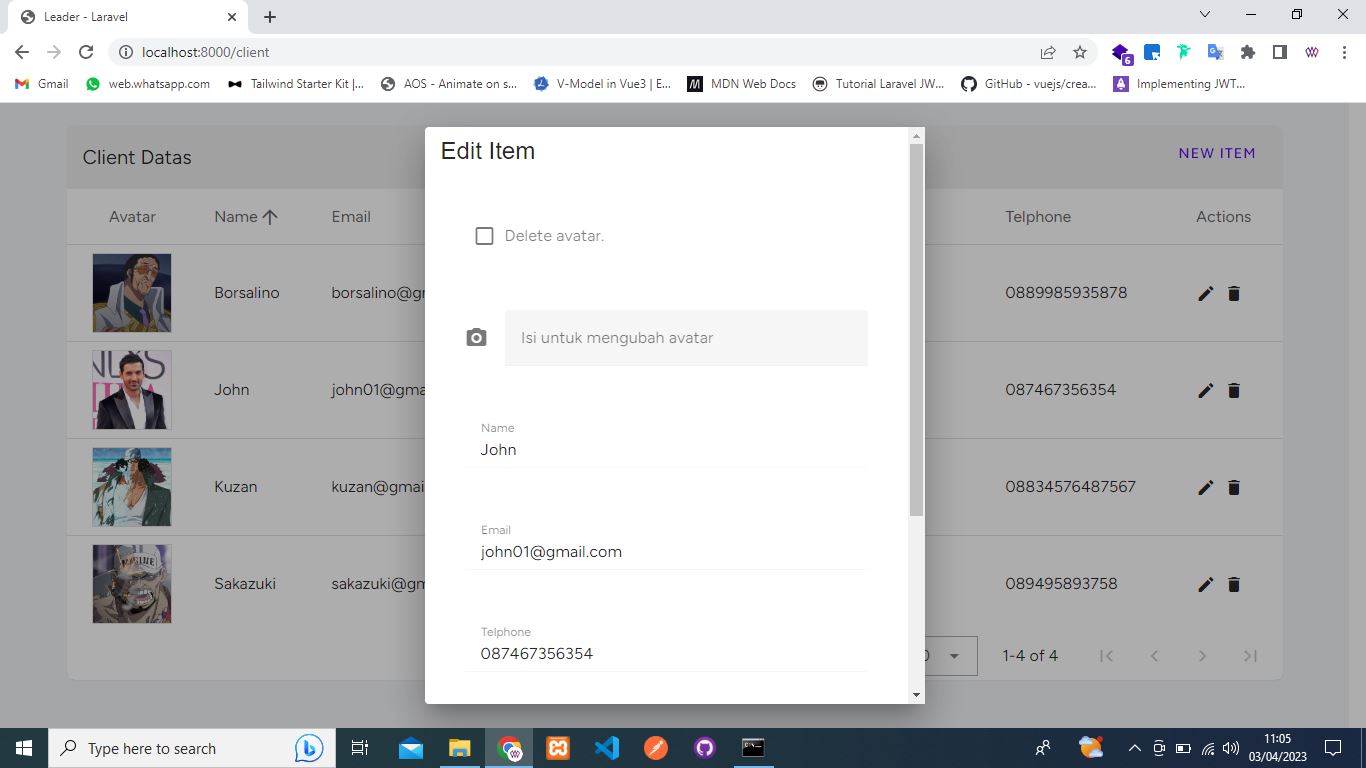 Leader - Laravel
localhost:8000/client
6
Gmail
web.whatsapp.com
Tailwind Starter Kit |...
AOS - Animate on s...
V-Model in Vue3 | E...
MDN Web Docs
Tutorial Laravel JW...
GitHub - vuejs/crea...
Implementing JWT...
Client Datas
NEW ITEM
Edit Item
Avatar
Name
Email
Telphone
Actions
Delete avatar.
Borsalino
borsalino@gr
0889985935878
Isi untuk mengubah avatar
John
john01@gma
087467356354
Name
John
Kuzan
kuzan@gmai
08834576487567
Email
john01@gmail.com
Sakazuki
sakazuki@gm
089495893758
Telphone
087467356354
1-4 of 4
Type here to search
11:05
03/04/2023